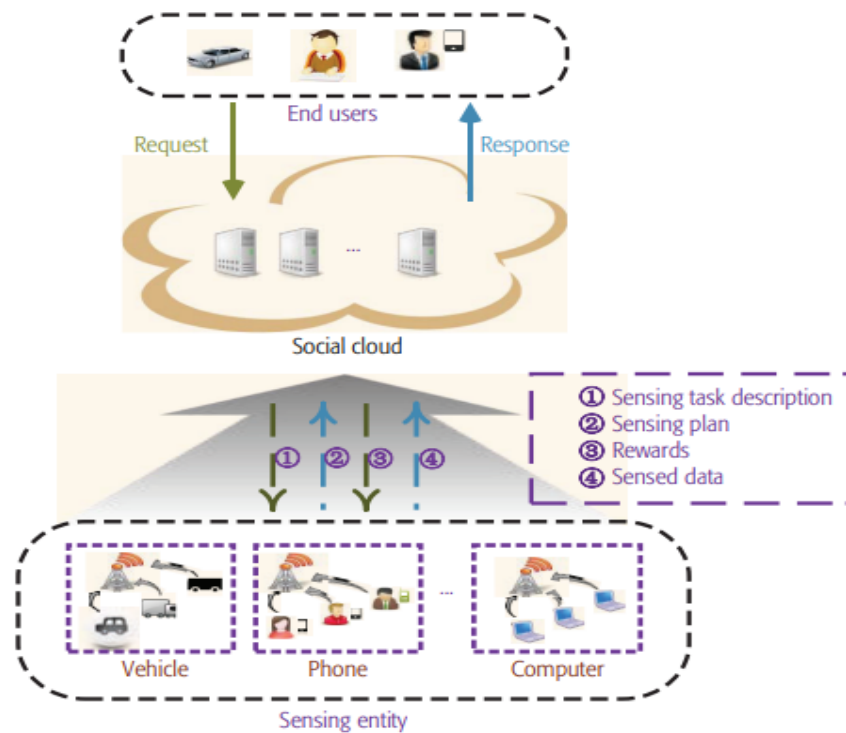 End users
Request
Response
...
Social cloud
① Sensing task description
② Sensing plan
③ Rewards
④ Sensed data
① ② ③ ④
...
Vehicle
Phone
Computer
Sensing entity